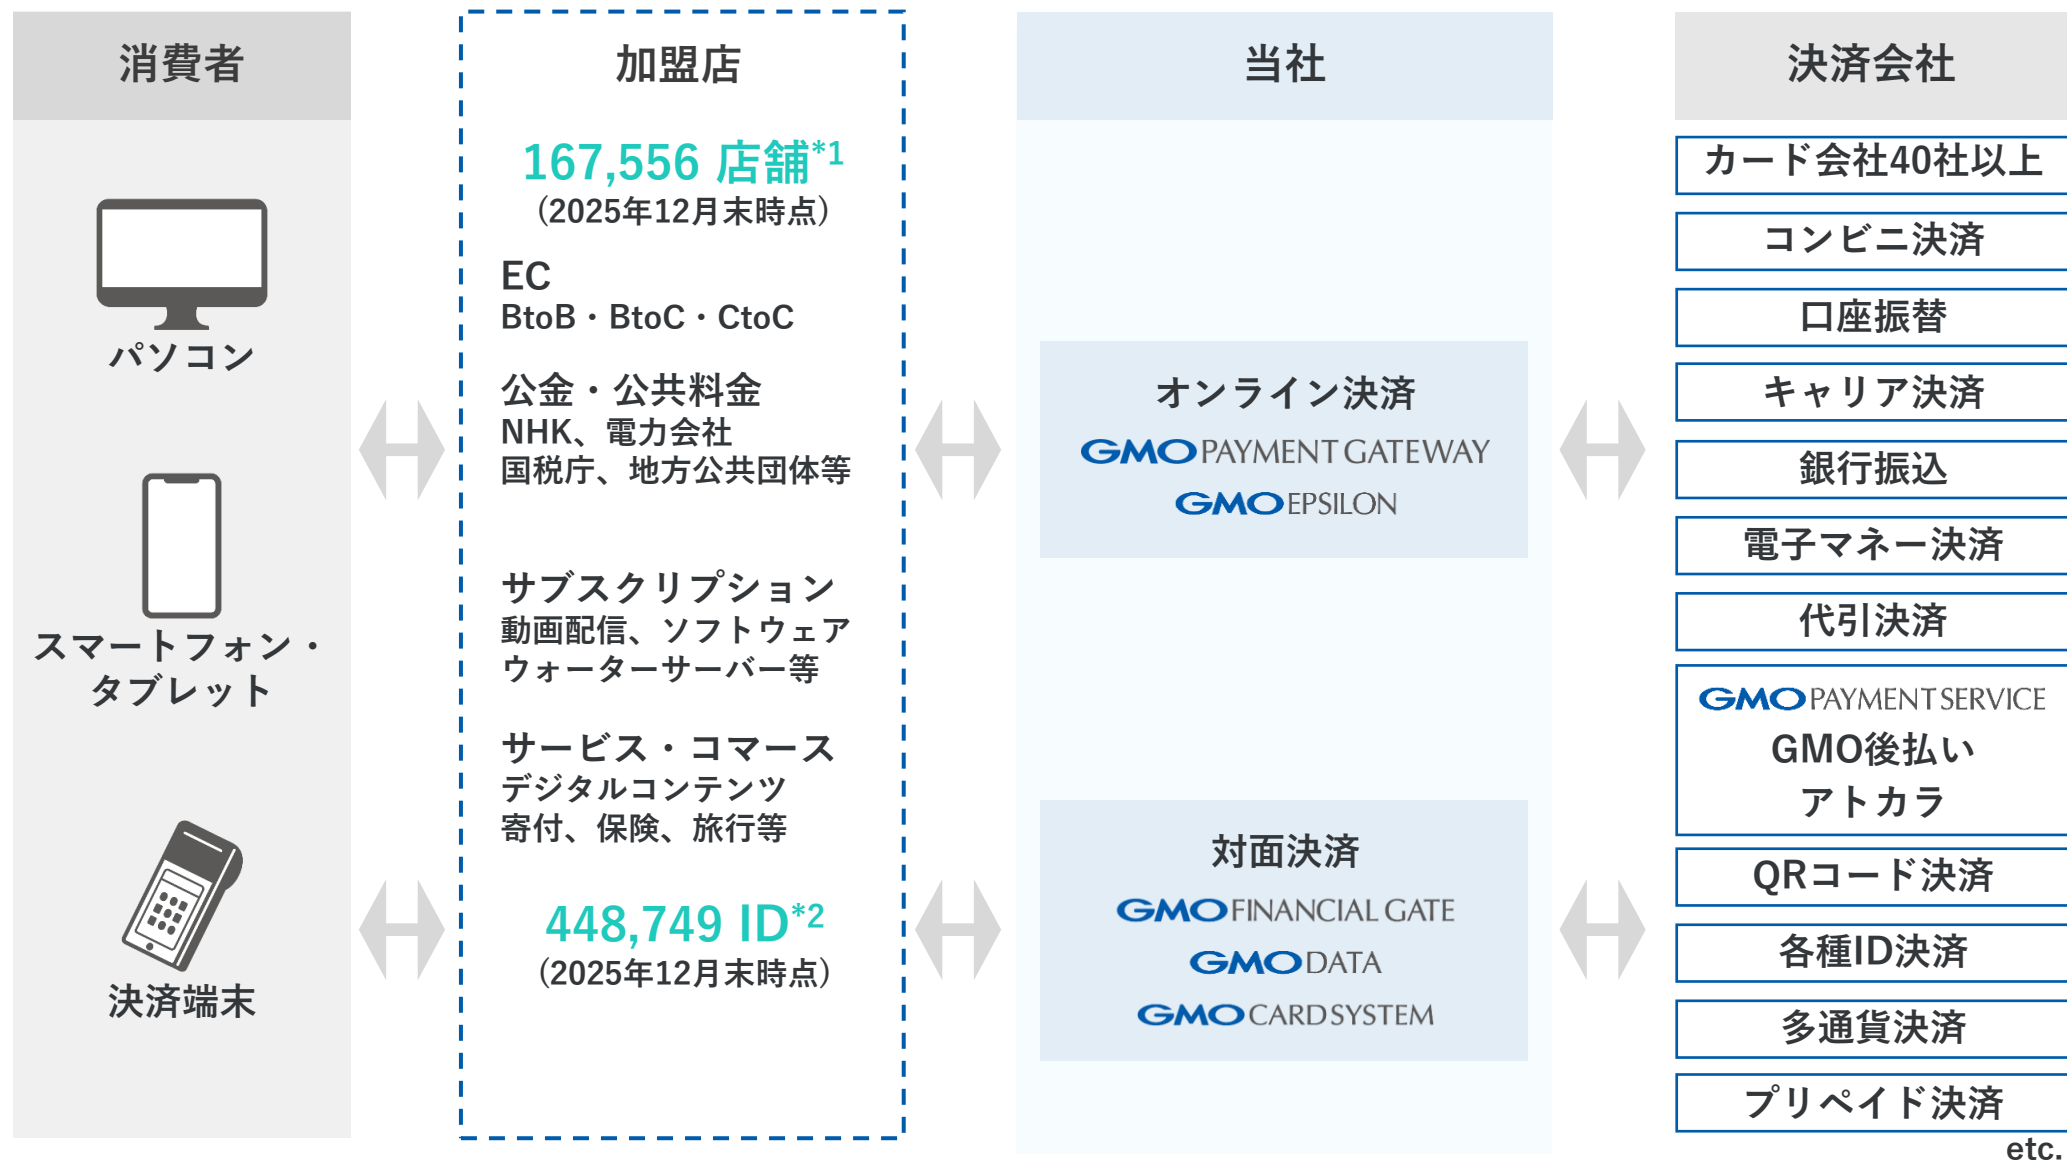 消費者
パソコン
スマートフォン・
タブレット
決済端末
加盟店
167,556 店舗*1
(2025年12月末時点)
EC
BtoB・BtoC・CtoC
公金・公共料金
NHK、電力会社
国税庁、地方公共団体等
サブスクリプション
動画配信、ソフトウェア
ウォーターサーバー等
サービス・コマース
デジタルコンテンツ
寄付、保険、旅行等
448,749 ID*2
(2025年12月末時点)
当社
オンライン決済
GMO PAYMENT GATEWAY
GMO EPSILON
対面決済
GMO FINANCIAL GATE
GMO DATA
GMO CARD SYSTEM
決済会社
カード会社40社以上
コンビニ決済
口座振替
キャリア決済
銀行振込
電子マネー決済
代引決済
GMO PAYMENT SERVICE
GMO後払い
アトカラ
QRコード決済
各種ID決済
多通貨決済
プリペイド決済
etc.